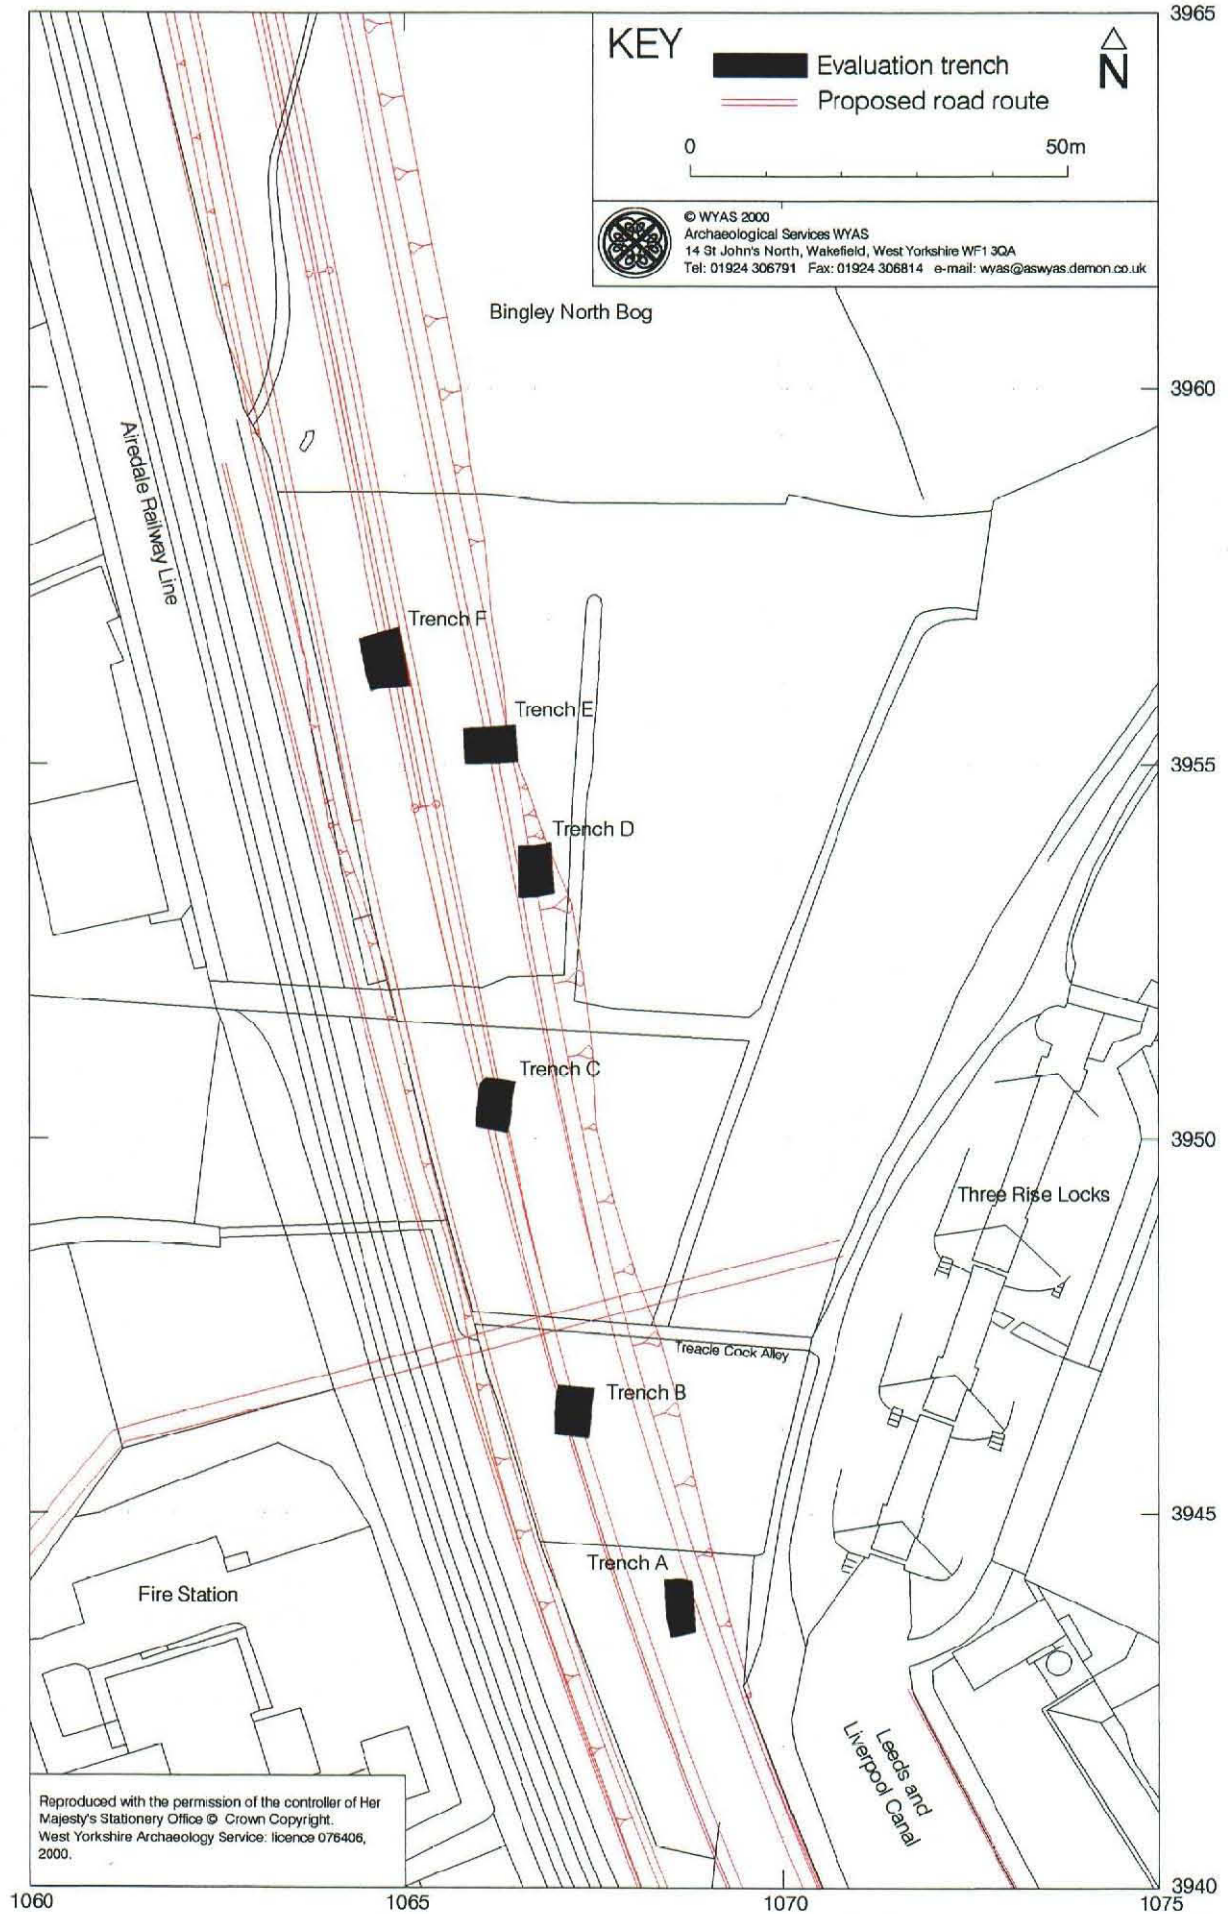 3965
KEY
N
Evaluation trench
Proposed road route
0 50m
© WYAS 2000
Archaeological Services WYAS
14 St John's North, Wakefield, West Yorkshire WF1 3QA
Tel: 01924 306791 Fax: 01924 306814 e-mail: wyas@aswyas.demon.co.uk
Bingley North Bog
3960
Airedale Railway Line
Trench F
Trench E
3955
Trench D
Trench C
3950
Three Rise Locks
Treacle Cock Alley
Trench B
3945
Trench A
Fire Station
Leeds and
Liverpool Canal
Reproduced with the permission of the controller of Her
Majesty's Stationery Office © Crown Copyright.
West Yorkshire Archaeology Service: licence 076406,
2000.
3940
1060 1065 1070 1075